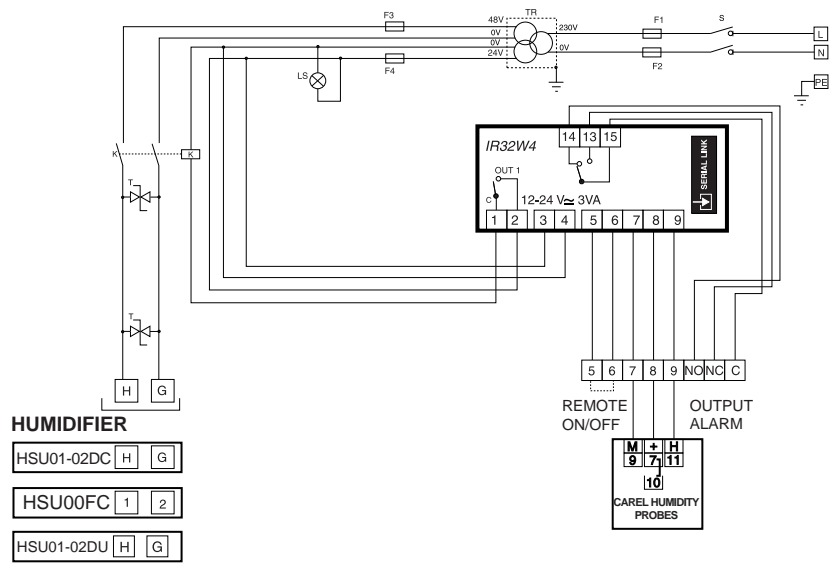 F3 TR F1 S
48V 230V L
0V
0V 0V N
24V
LS F4 F2
PE
14 13 15
IR32W4
OUT 1
SERIAL LINK
K K
C 12-24 V≃ 3VA
T
1 2 3 4 5 6 7 8 9
T
5 6 7 8 9 NO NC C
H G
REMOTE ON/OFF
OUTPUT ALARM
HUMIDIFIER
M + H
9 7 11
10
CAREL HUMIDITY
PROBES
HSU01-02DC H G
HSU00FC 1 2
HSU01-02DU H G